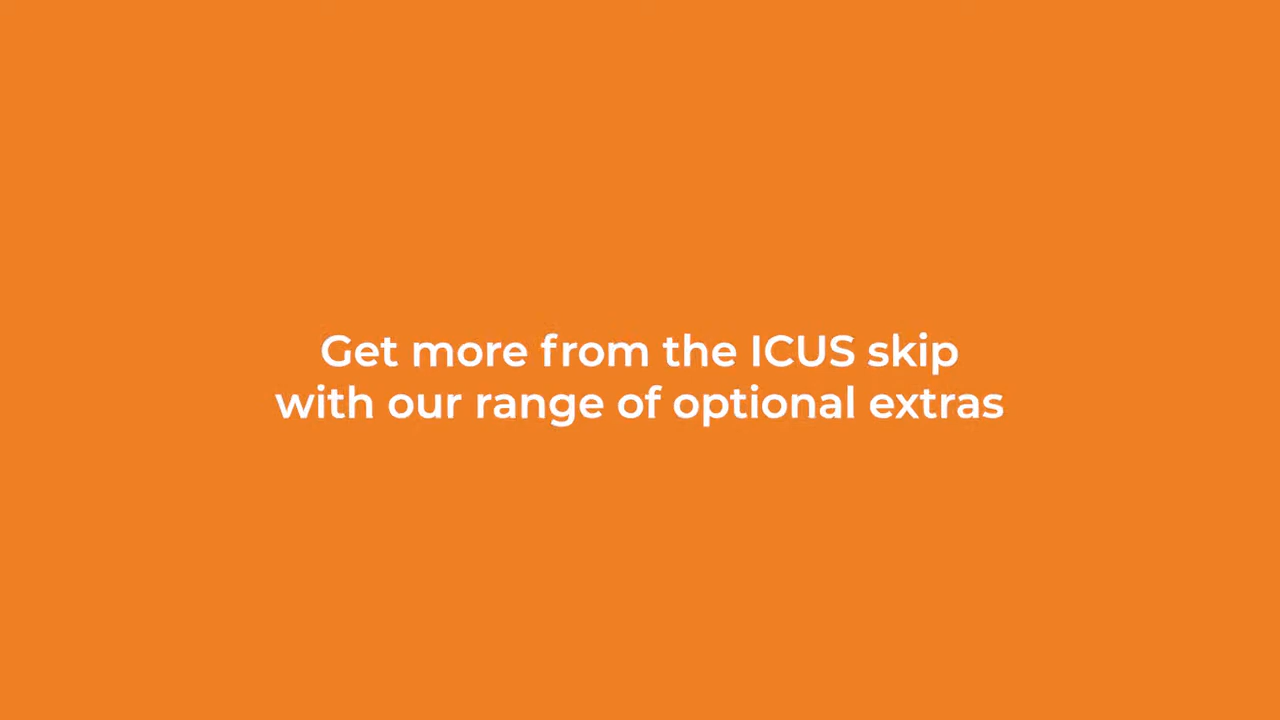 Get more from the ICUS skip
with our range of optional extras